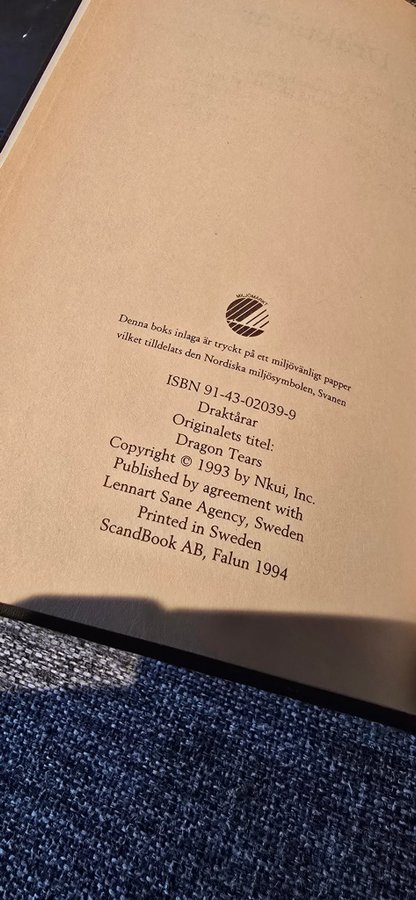 MILJÖMÄRKT
Denna boks inlaga är tryckt på ett miljövänligt papper
vilket tilldelats den Nordiska miljösymbolen, Svanen
ISBN 91-43-02039-9
Draktårar
Originalets titel:
Dragon Tears
Copyright © 1993 by Nkui, Inc.
Published by agreement with
Lennart Sane Agency, Sweden
Printed in Sweden
ScandBook AB, Falun 1994